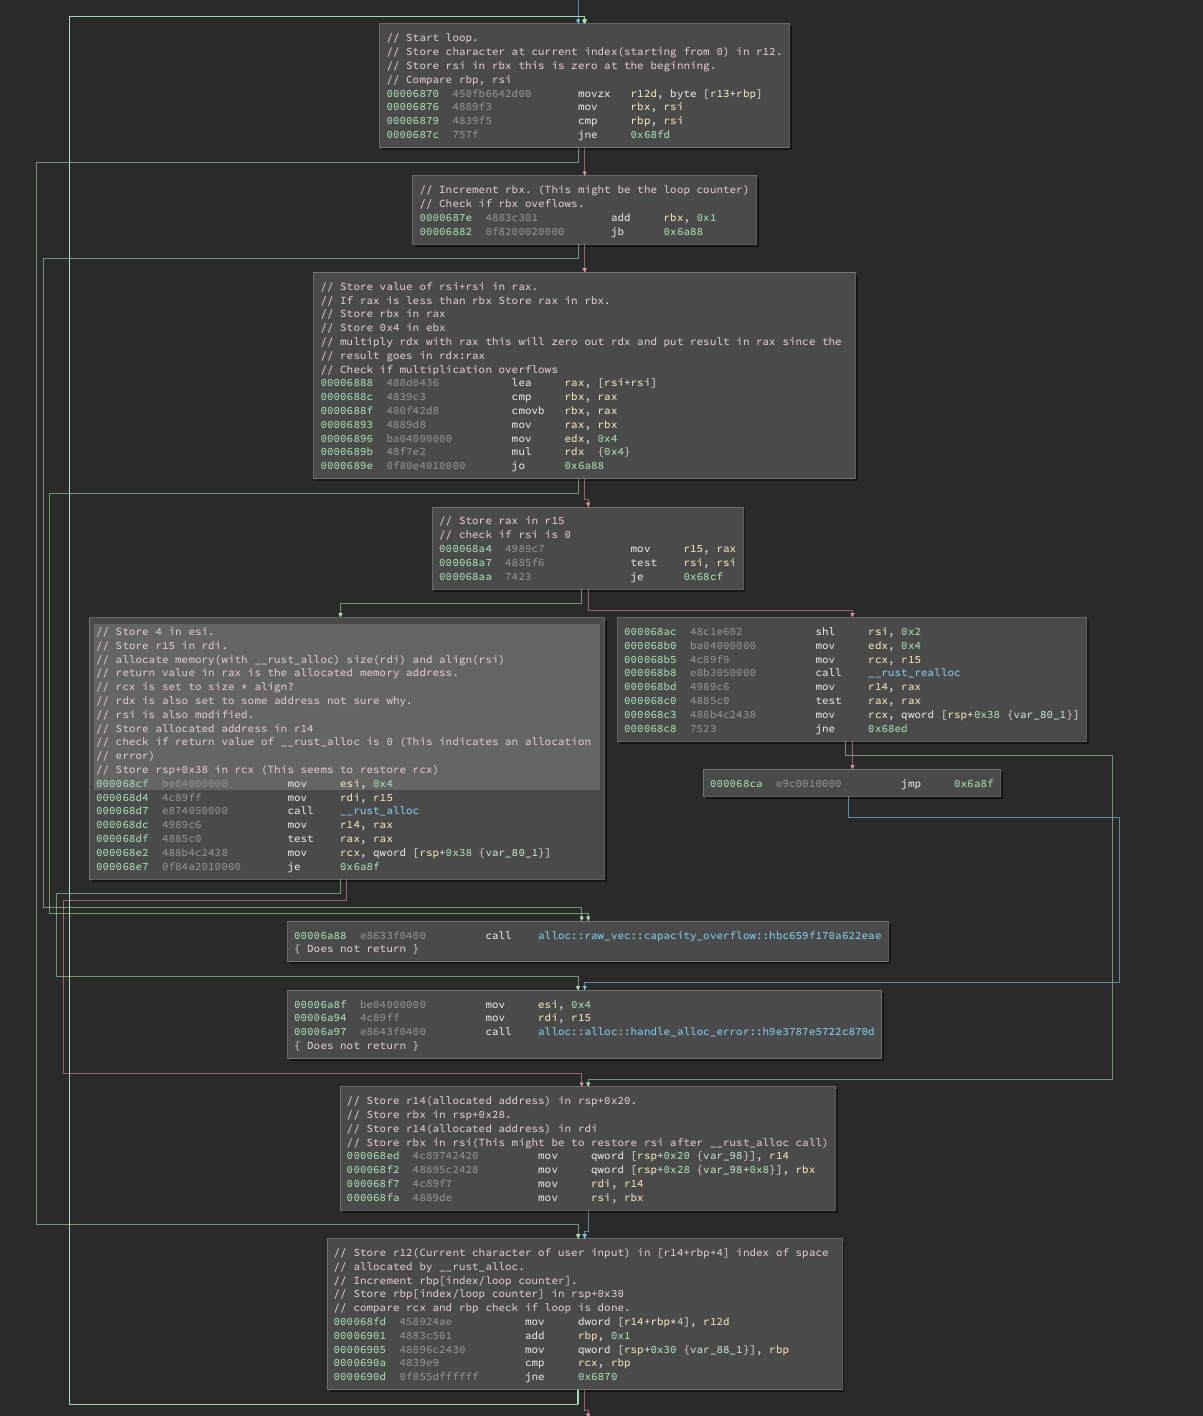 // Start loop.
// Store character at current index(starting from 0) in r12.
// Store rsi in rbx this is zero at the beginning.
// Compare rbp, rsi
00006870  450fb6642d00       movzx   r12d, byte [r13+rbp]
00006876  4889f3             mov     rbx, rsi
00006879  4839f5             cmp     rbp, rsi
0000687c  757f               jne     0x68fd
// Increment rbx. (This might be the loop counter)
// Check if rbx oveflows.
0000687e  4883c301           add     rbx, 0x1
00006882  0f8200020000       jb      0x6a88
// Store value of rsi+rsi in rax.
// If rax is less than rbx Store rax in rbx.
// Store rbx in rax
// Store 0x4 in ebx
// multiply rdx with rax this will zero out rdx and put result in rax since the
// result goes in rdx:rax
// Check if multiplication overflows
00006888  488d0436           lea     rax, [rsi+rsi]
0000688c  4839c3             cmp     rbx, rax
0000688f  480f42d8           cmovb   rbx, rax
00006893  4889d8             mov     rax, rbx
00006896  ba04000000         mov     edx, 0x4
0000689b  48f7e2             mul     rdx  {0x4}
0000689e  0f80e4010000       jo      0x6a88
// Store rax in r15
// check if rsi is 0
000068a4  4989c7             mov     r15, rax
000068a7  4885f6             test    rsi, rsi
000068aa  7423               je      0x68cf
// Store 4 in esi.
// Store r15 in rdi.
// allocate memory(with __rust_alloc) size(rdi) and align(rsi)
// return value in rax is the allocated memory address.
// rcx is set to size * align?
// rdx is also set to some address not sure why.
// rsi is also modified.
// Store allocated address in r14
// check if return value of __rust_alloc is 0 (This indicates an allocation
// error)
// Store rsp+0x38 in rcx (This seems to restore rcx)
000068cf  be04000000         mov     esi, 0x4
000068d4  4c89ff             mov     rdi, r15
000068d7  e874050000         call    __rust_alloc
000068dc  4989c6             mov     r14, rax
000068df  4885c0             test    rax, rax
000068e2  488b4c2438         mov     rcx, qword [rsp+0x38 {var_80_1}]
000068e7  0f84a2010000       je      0x6a8f
000068ac  48c1e602           shl     rsi, 0x2
000068b0  ba04000000         mov     edx, 0x4
000068b5  4c89f9             mov     rcx, r15
000068b8  e8b3050000         call    __rust_realloc
000068bd  4989c6             mov     r14, rax
000068c0  4885c0             test    rax, rax
000068c3  488b4c2438         mov     rcx, qword [rsp+0x38 {var_80_1}]
000068c8  7523               jne     0x68ed
000068ca  e9c0010000         jmp     0x6a8f
00006a88  e8633f0400         call    alloc::raw_vec::capacity_overflow::hbc659f170a622eae
{ Does not return }
00006a8f  be04000000         mov     esi, 0x4
00006a94  4c89ff             mov     rdi, r15
00006a97  e8643f0400         call    alloc::alloc::handle_alloc_error::h9e3787e5722c870d
{ Does not return }
// Store r14(allocated address) in rsp+0x20.
// Store rbx in rsp+0x28.
// Store r14(allocated address) in rdi
// Store rbx in rsi(This might be to restore rsi after __rust_alloc call)
000068ed  4c89742420         mov     qword [rsp+0x20 {var_98}], r14
000068f2  48895c2428         mov     qword [rsp+0x28 {var_98+0x8}], rbx
000068f7  4c89f7             mov     rdi, r14
000068fa  4889de             mov     rsi, rbx
// Store r12(Current character of user input) in [r14+rbp+4] index of space
// allocated by __rust_alloc.
// Increment rbp[index/loop counter].
// Store rbp[index/loop counter] in rsp+0x30
// compare rcx and rbp check if loop is done.
000068fd  458924ae           mov     dword [r14+rbp*4], r12d
00006901  4883c501           add     rbp, 0x1
00006905  48896c2430         mov     qword [rsp+0x30 {var_88_1}], rbp
0000690a  4839e9             cmp     rcx, rbp
0000690d  0f855dffffff       jne     0x6870